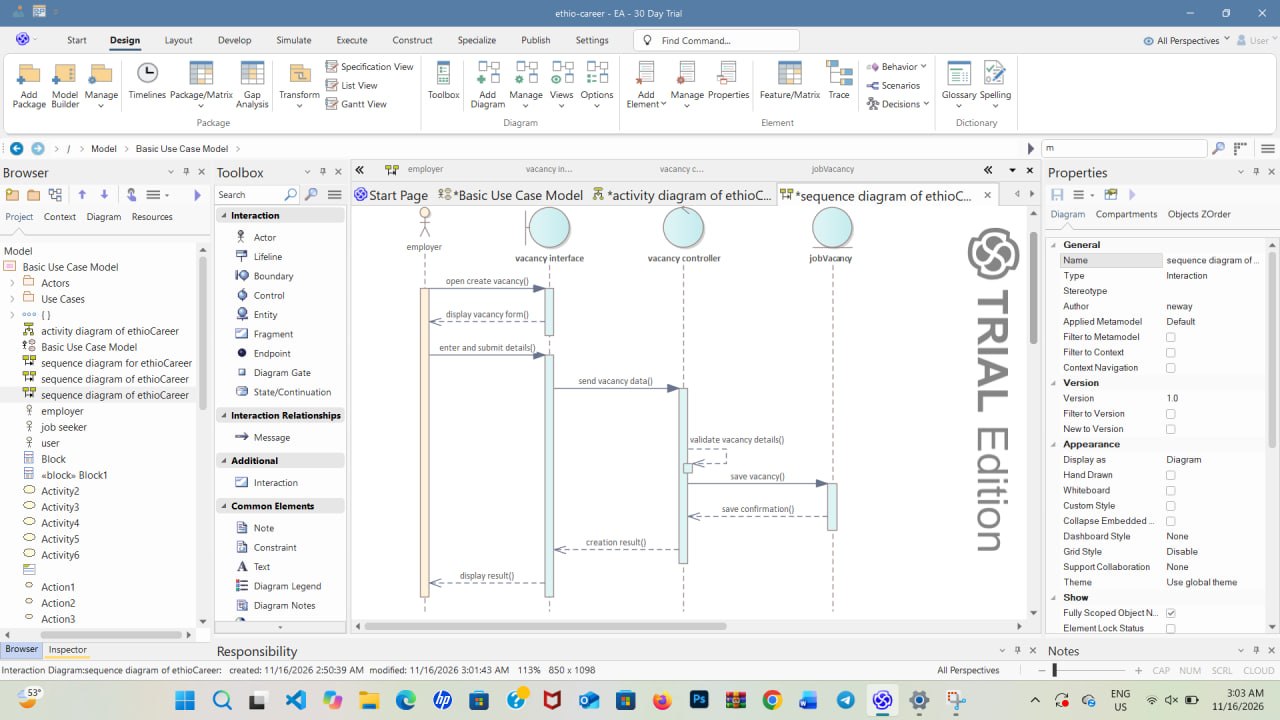 ethio-career - EA - 30 Day Trial
Start Design Layout Develop Simulate Execute Construct Specialize Publish Settings Find Command... All Perspectives User
Add Package
Model Builder
Manage
Timelines
Package/Matrix
Gap Analysis
Transform
Specification View
List View
Gantt View
Package
Toolbox
Add Diagram
Manage
Views
Options
Diagram
Add Element
Manage
Properties
Feature/Matrix
Trace
Behavior
Scenarios
Decisions
Element
Glossary
Spelling
Dictionary
/ Model Basic Use Case Model
m
Browser
Project Context Diagram Resources
Model
Basic Use Case Model
Actors
Use Cases
{ }
activity diagram of ethioCareer
Basic Use Case Model
sequence diagram for ethioCareer
sequence diagram of ethioCareer
sequence diagram of ethioCareer
employer
job seeker
user
Block
«block» Block1
Activity2
Activity3
Activity4
Activity5
Activity6
Action1
Action2
Action3
Browser Inspector
Toolbox
Search
Interaction
Actor
Lifeline
Boundary
Control
Entity
Fragment
Endpoint
Diagram Gate
State/Continuation
Interaction Relationships
Message
Additional
Interaction
Common Elements
Note
Constraint
Text
Diagram Legend
Diagram Notes
employer vacancy in... vacancy c... jobVacancy
Start Page *Basic Use Case Model *activity diagram of ethioC... *sequence diagram of ethioC...
employer
vacancy interface
vacancy controller
jobVacancy
open create vacancy()
display vacancy form()
enter and submit details()
send vacancy data()
validate vacancy details()
save vacancy()
save confirmation()
creation result()
display result()
TRIAL Edition
Properties
Diagram Compartments Objects ZOrder
General
Name sequence diagram of ...
Type Interaction
Stereotype
Author neway
Applied Metamodel Default
Filter to Metamodel
Filter to Context
Context Navigation
Version
Version 1.0
Filter to Version
New to Version
Appearance
Display as Diagram
Hand Drawn
Whiteboard
Custom Style
Collapse Embedded ...
Dashboard Style None
Grid Style Disable
Support Collaboration None
Theme Use global theme
Show
Fully Scoped Object N...
Element Lock Status
Responsibility
Notes
Interaction Diagram:sequence diagram of ethioCareer: created: 11/16/2026 2:50:39 AM modified: 11/16/2026 3:01:43 AM 113% 850 x 1098
All Perspectives
CAP NUM SCRL CLOUD
53°
ENG
US
3:03 AM
11/16/2026